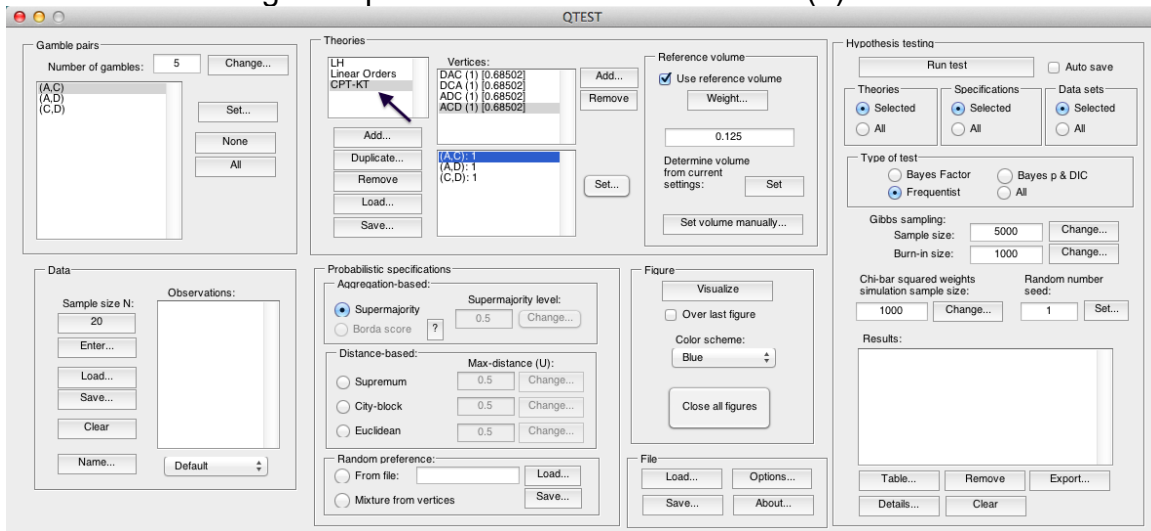 QTEST
Gamble pairs
Number of gambles: 5 Change...
(A,C)
(A,D)
(C,D)
Set...
None
All
Theories
LH
Linear Orders
CPT-KT
Add...
Duplicate...
Remove
Load...
Save...
Vertices:
DAC (1) [0.68502]
DCA (1) [0.68502]
ADC (1) [0.68502]
ACD (1) [0.68502]
Add...
Remove
(A,C): 1
(A,D): 1
(C,D): 1
Set...
Reference volume
Use reference volume
Weight...
0.125
Determine volume
from current
settings: Set
Set volume manually...
Hypothesis testing
Run test Auto save
Theories
Selected
All
Specifications
Selected
All
Data sets
Selected
All
Type of test
Bayes Factor Bayes p & DIC
Frequentist All
Gibbs sampling:
Sample size: 5000 Change...
Burn-in size: 1000 Change...
Chi-bar squared weights
simulation sample size:
1000 Change...
Random number
seed:
1 Set...
Results:
Table... Remove Export...
Details... Clear
Data
Sample size N:
20
Enter...
Load...
Save...
Clear
Name...
Observations:
Default
Probabilistic specifications
Aggregation-based:
Supermajority
Borda score ?
Supermajority level:
0.5 Change...
Distance-based:
Max-distance (U):
Supremum 0.5 Change...
City-block 0.5 Change...
Euclidean 0.5 Change...
Random preference:
From file: Load...
Mixture from vertices Save...
Figure
Visualize
Over last figure
Color scheme:
Blue
Close all figures
File
Load... Options...
Save... About...